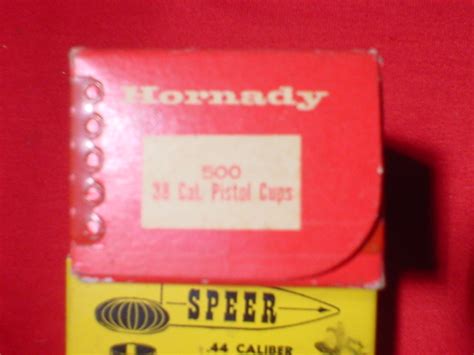 Hornady
500
38 Cal. Pistol Cups
SPEER
.44 CALIBER